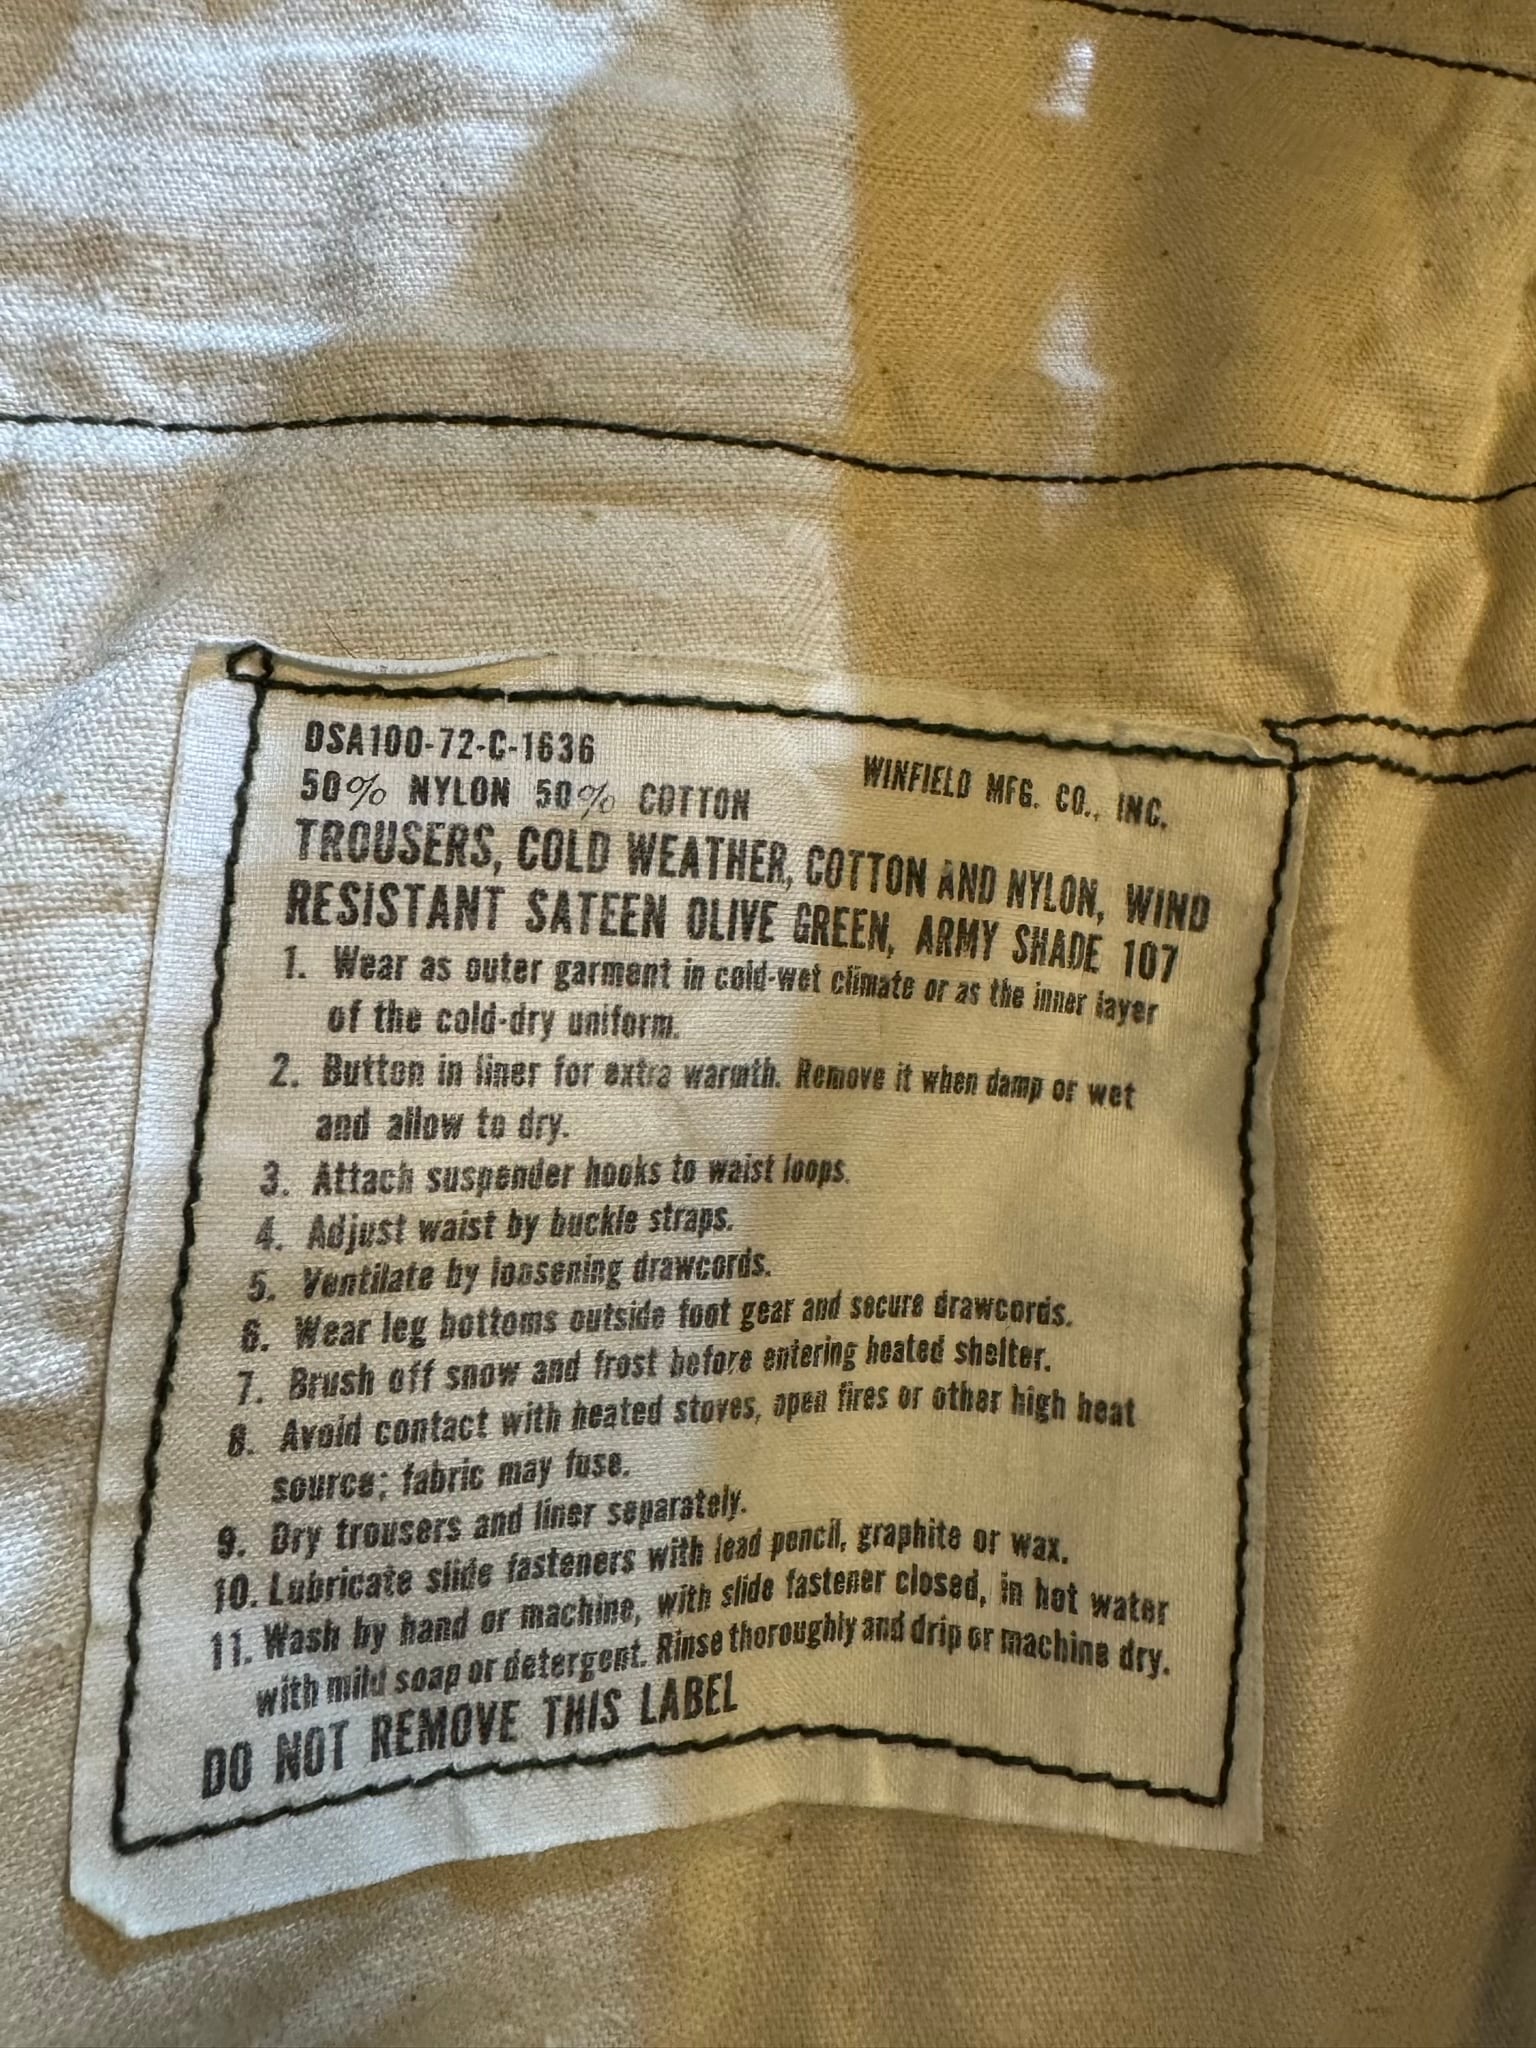 DSA100-72-C-1636
WINFIELD MFG. CO., INC.
50% NYLON 50% COTTON
TROUSERS, COLD WEATHER, COTTON AND NYLON, WIND
RESISTANT SATEEN OLIVE GREEN, ARMY SHADE 107
1. Wear as outer garment in cold-wet climate or as the inner layer
of the cold-dry uniform.
2. Button in liner for extra warmth. Remove it when damp or wet
and allow to dry.
3. Attach suspender hooks to waist loops.
4. Adjust waist by buckle straps.
5. Ventilate by loosening drawcords.
6. Wear leg bottoms outside foot gear and secure drawcords.
7. Brush off snow and frost before entering heated shelter.
8. Avoid contact with heated stoves, open fires or other high heat
source; fabric may fuse.
9. Dry trousers and liner separately.
10. Lubricate slide fasteners with lead pencil, graphite or wax.
11. Wash by hand or machine, with slide fastener closed, in hot water
with mild soap or detergent. Rinse thoroughly and drip or machine dry.
DO NOT REMOVE THIS LABEL